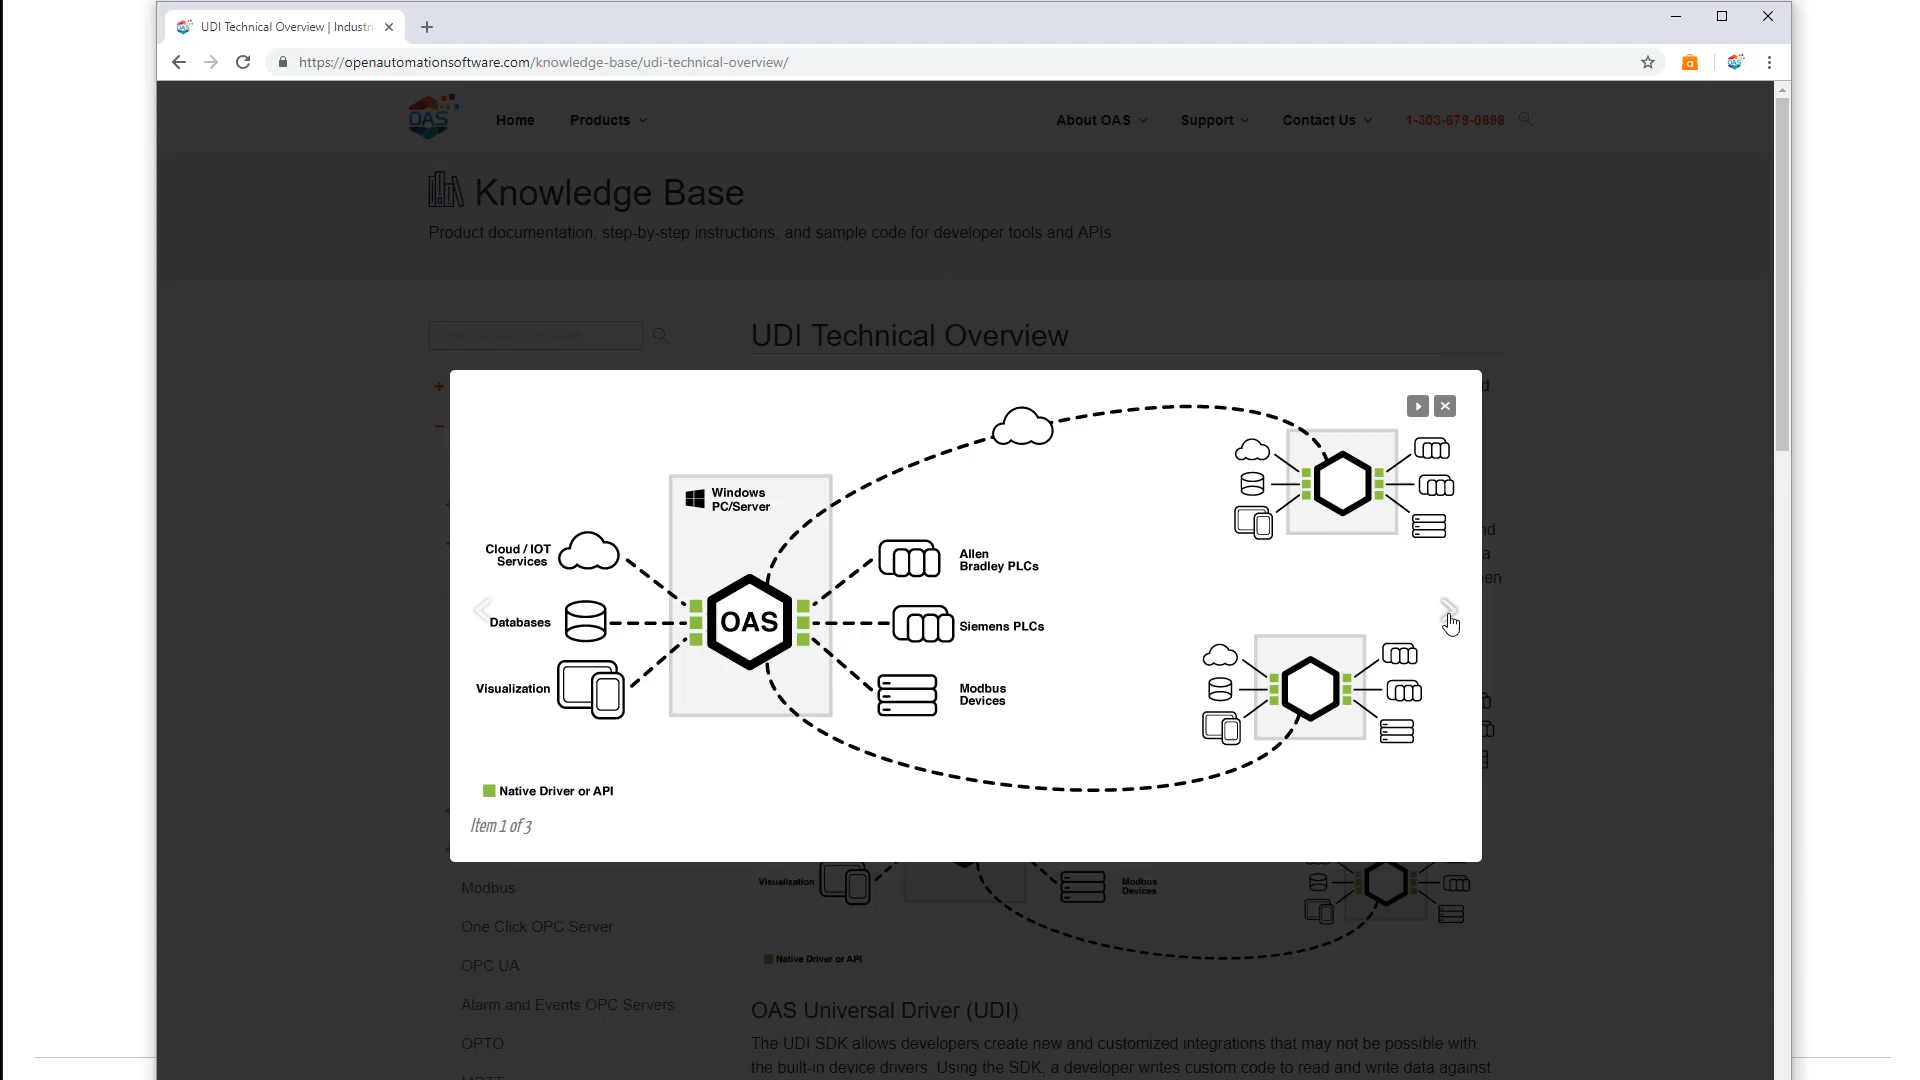 UDI Technical Overview | Industri
https://openautomationsoftware.com/knowledge-base/udi-technical-overview/
OAS
Home
Products
About OAS
Support
Contact Us
1-303-679-0898
Knowledge Base
Product documentation, step-by-step instructions, and sample code for developer tools and APIs
UDI Technical Overview
Windows
PC/Server
Cloud / IOT
Services
Databases
Visualization
OAS
Allen
Bradley PLCs
Siemens PLCs
Modbus
Devices
Native Driver or API
Item 1 of 3
Modbus
One Click OPC Server
OPC UA
Alarm and Events OPC Servers
OPTO
Visualization
Modbus
Devices
Native Driver or API
OAS Universal Driver (UDI)
The UDI SDK allows developers create new and customized integrations that may not be possible with
the built-in device drivers. Using the SDK, a developer writes custom code to read and write data against